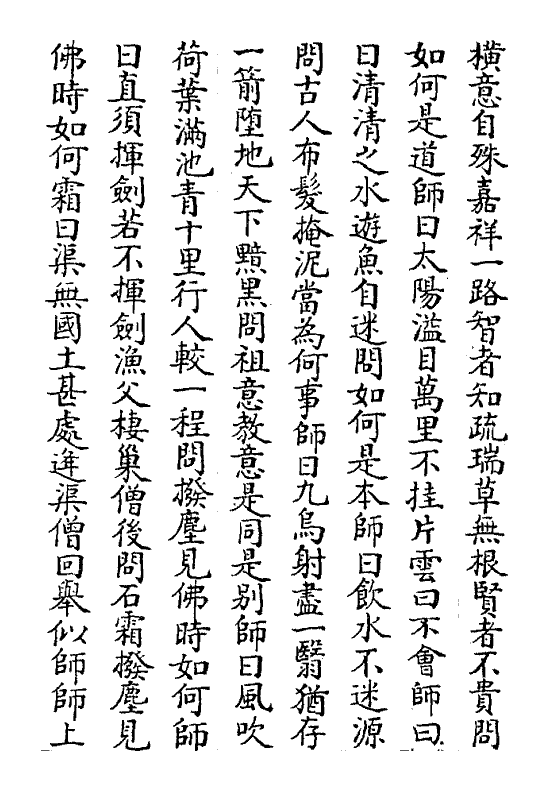 橫意自殊嘉祥一路智者知疏瑞草無根賢者不貴問
如何是道師曰太陽溢目萬里不挂片雲曰不會師曰
曰清清之水遊魚自迷問如何是本師曰飲水不迷源
問古人布髮掩泥當為何事師曰九烏射盡一翳猶存
一箭墮地天下黯黑問祖意教意是同是別師曰風吹
荷葉滿池青十里行人較一程問撥塵見佛時如何師
曰直須揮劍若不揮劍漁父棲巢僧後問石霜撥塵見
佛時如何霜曰渠無國土甚處逢渠僧回舉似師師上